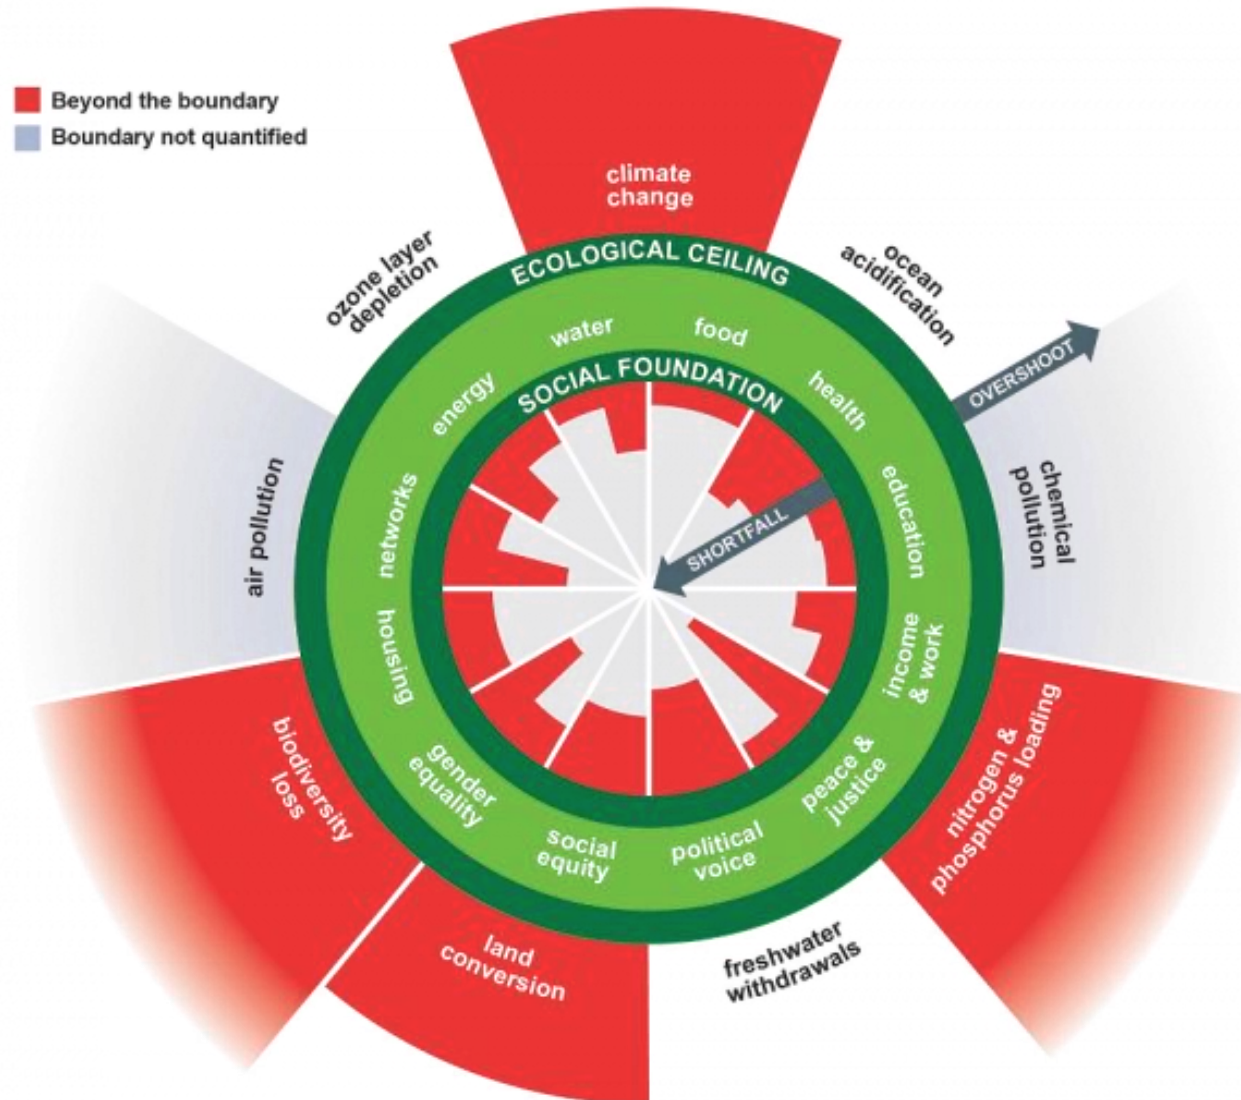 Beyond the boundary
Boundary not quantified
climate
change
ECOLOGICAL CEILING
ozone layer
depletion
ocean
acidification
water
food
SOCIAL FOUNDATION
energy
health
OVERSHOOT
networks
education
air pollution
SHORTFALL
chemical
pollution
housing
income
& work
biodiversity
loss
gender
equality
peace &
justice
nitrogen &
phosphorus loading
social
equity
political
voice
land
conversion
freshwater
withdrawals